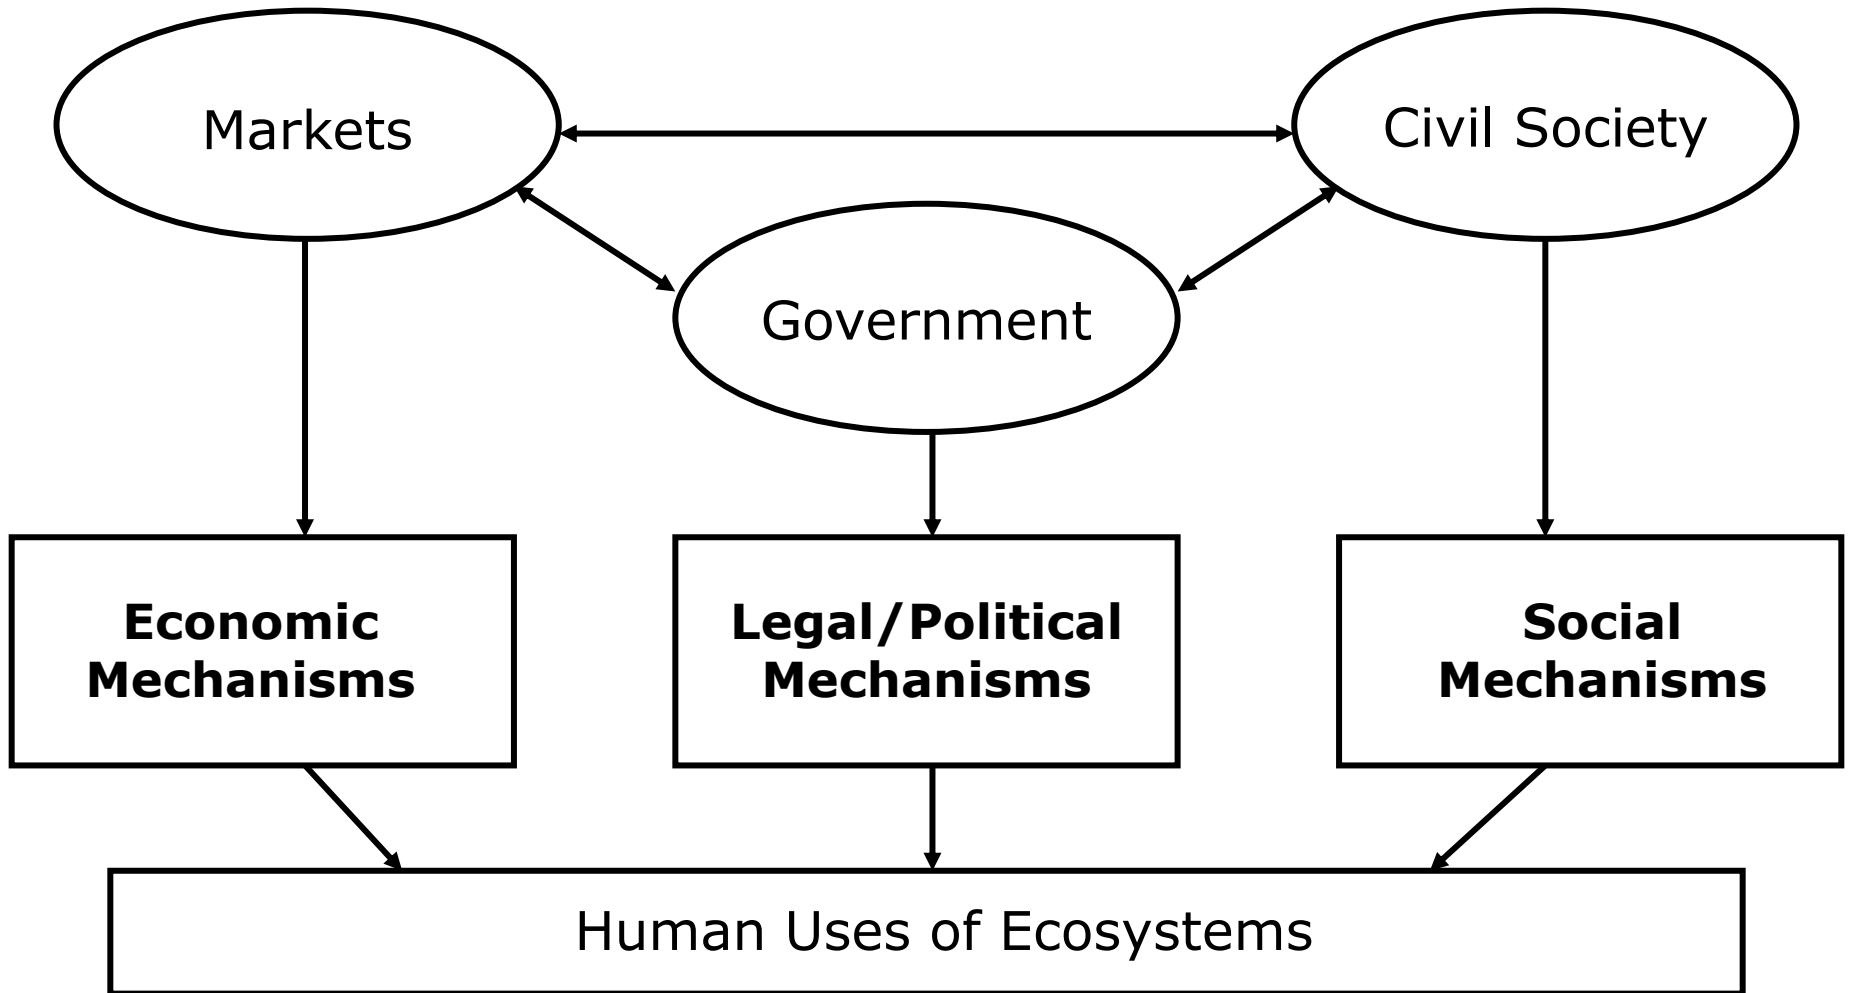 Markets
Civil Society
Government
Economic
Mechanisms
Legal/Political
Mechanisms
Social
Mechanisms
Human Uses of Ecosystems